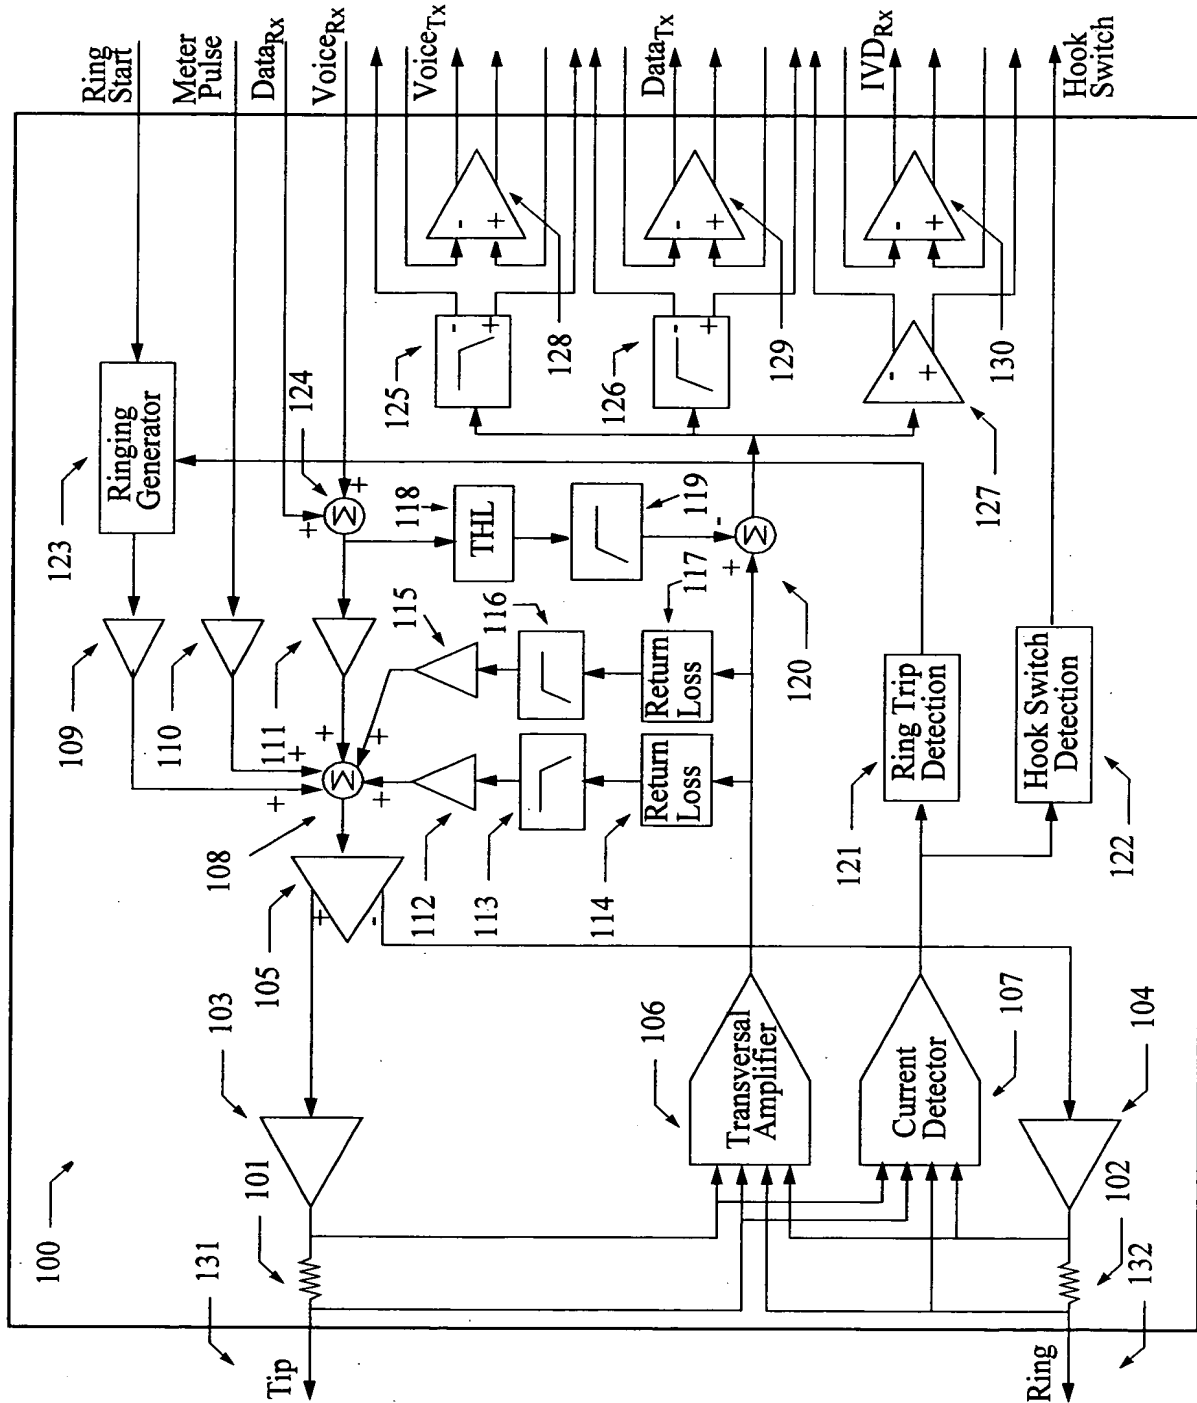 Ring
Start
Meter
Pulse
DataRx
VoiceRx
VoiceTx
DataTx
IVDRx
Hook
Switch
123
Ringing
Generator
124
125
-
+
-
+
128
126
-
+
-
+
129
127
-
+
-
+
130
109
110
111
+
+
Σ
118
THL
119
-
+
Σ
120
115
116
117
Return
Loss
112
113
114
Return
Loss
+
+
+
+
+
Σ
108
105
+
-
121
Ring Trip
Detection
122
Hook Switch
Detection
103
106
Transversal
Amplifier
107
Current
Detector
104
100
131
101
102
132
Tip
Ring